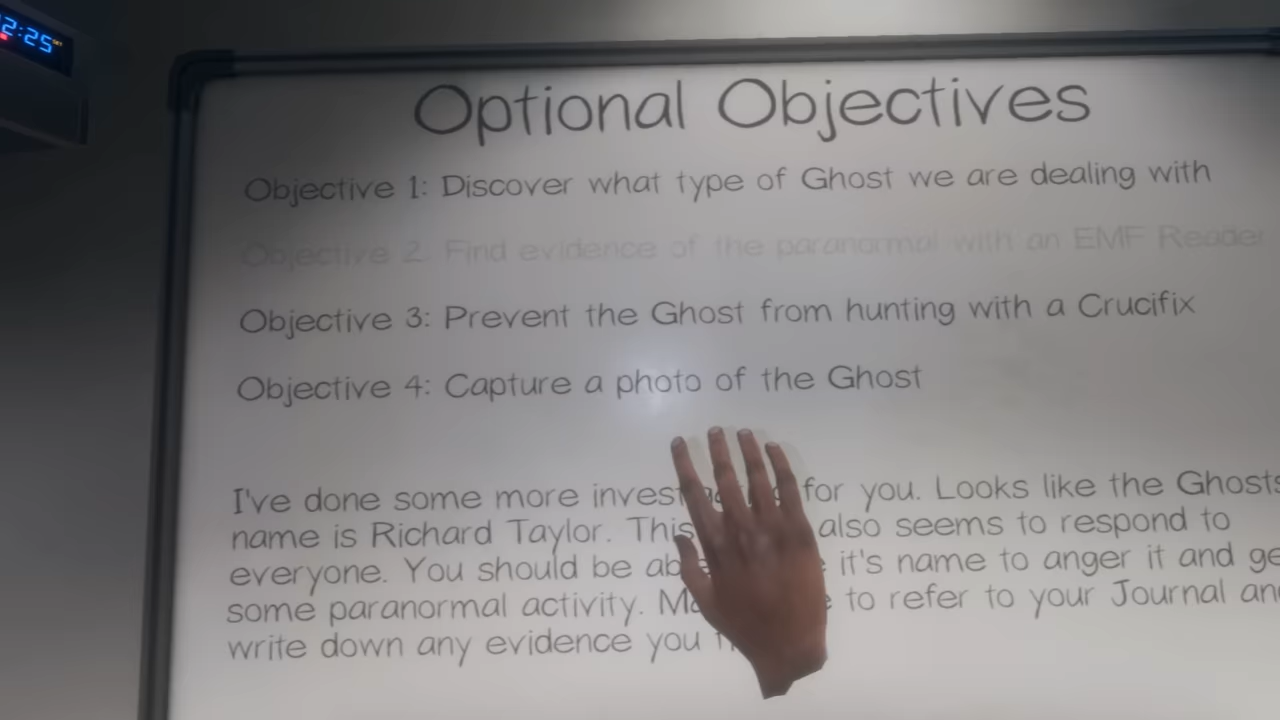 2:25
Optional Objectives
Objective 1: Discover what type of Ghost we are dealing with
Objective 2: Find evidence of the paranormal with an EMF Reader
Objective 3: Prevent the Ghost from hunting with a Crucifix
Objective 4: Capture a photo of the Ghost
I've done some more for you. Looks like the Ghosts
name is Richard Taylor. This also seems to respond to
everyone. You should be it's name to anger it and
some paranormal activity. to refer to your Journal
write down any evidence you